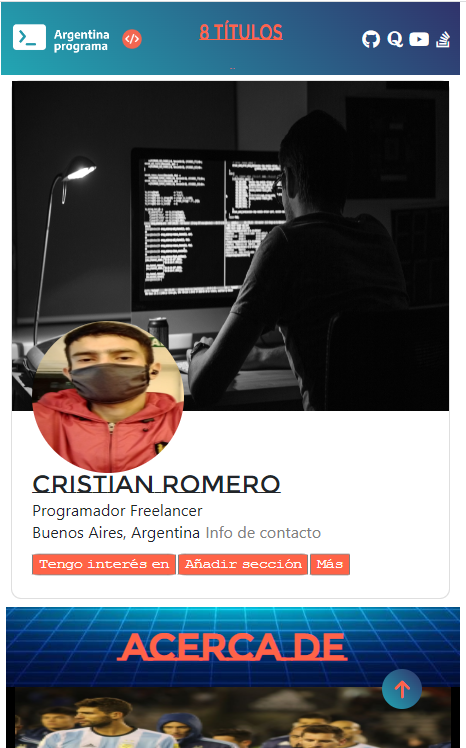 Argentina
programa
8 TÍTULOS
CRISTIAN ROMERO
Programador Freelancer
Buenos Aires, Argentina Info de contacto
Tengo interés en Añadir sección Más
ACERCA DE